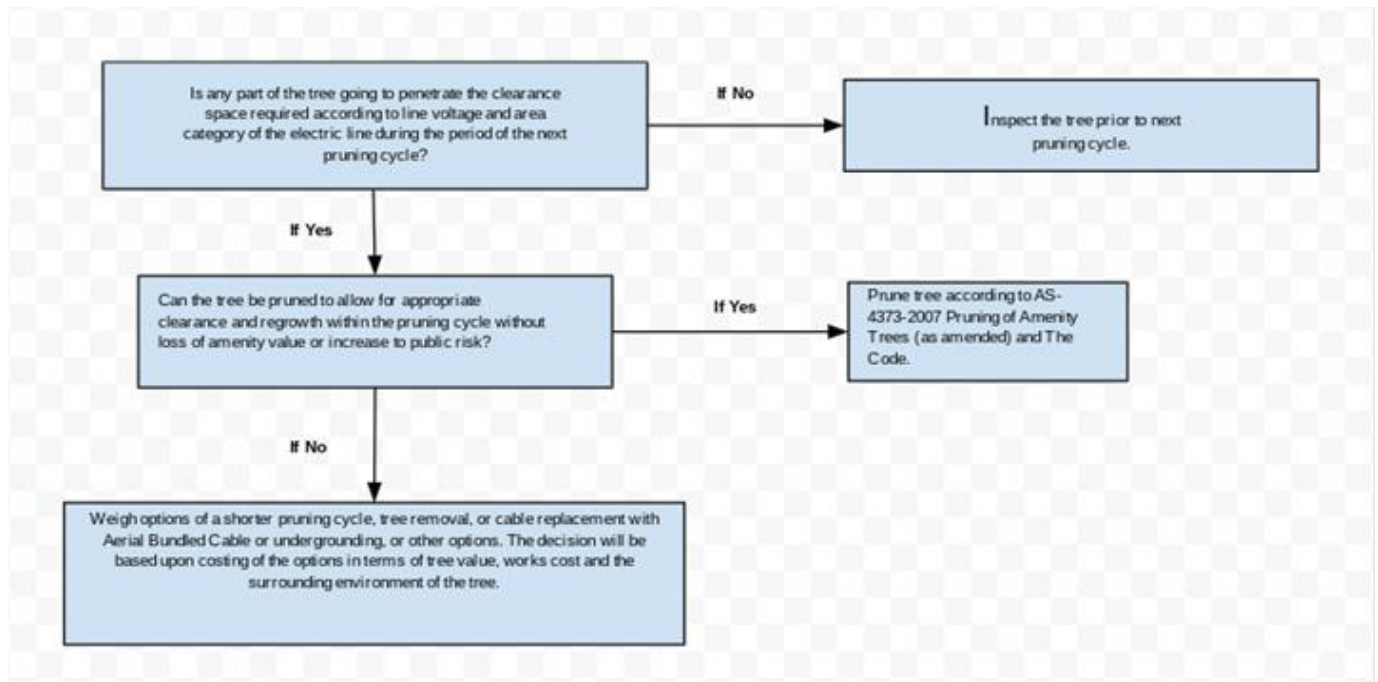 Is any part of the tree going to penetrate the clearance
space required according to line voltage and area
category of the electric line during the period of the next
pruning cycle?
If No
Inspect the tree prior to next
pruning cycle.
If Yes
Can the tree be pruned to allow for appropriate
clearance and regrowth within the pruning cycle without
loss of amenity value or increase to public risk?
If Yes
Prune tree according to AS-
4373-2007 Pruning of Amenity
Trees (as amended) and The
Code.
If No
Weigh options of a shorter pruning cycle, tree removal, or cable replacement with
Aerial Bundled Cable or undergrounding, or other options. The decision will be
based upon costing of the options in terms of tree value, works cost and the
surrounding environment of the tree.